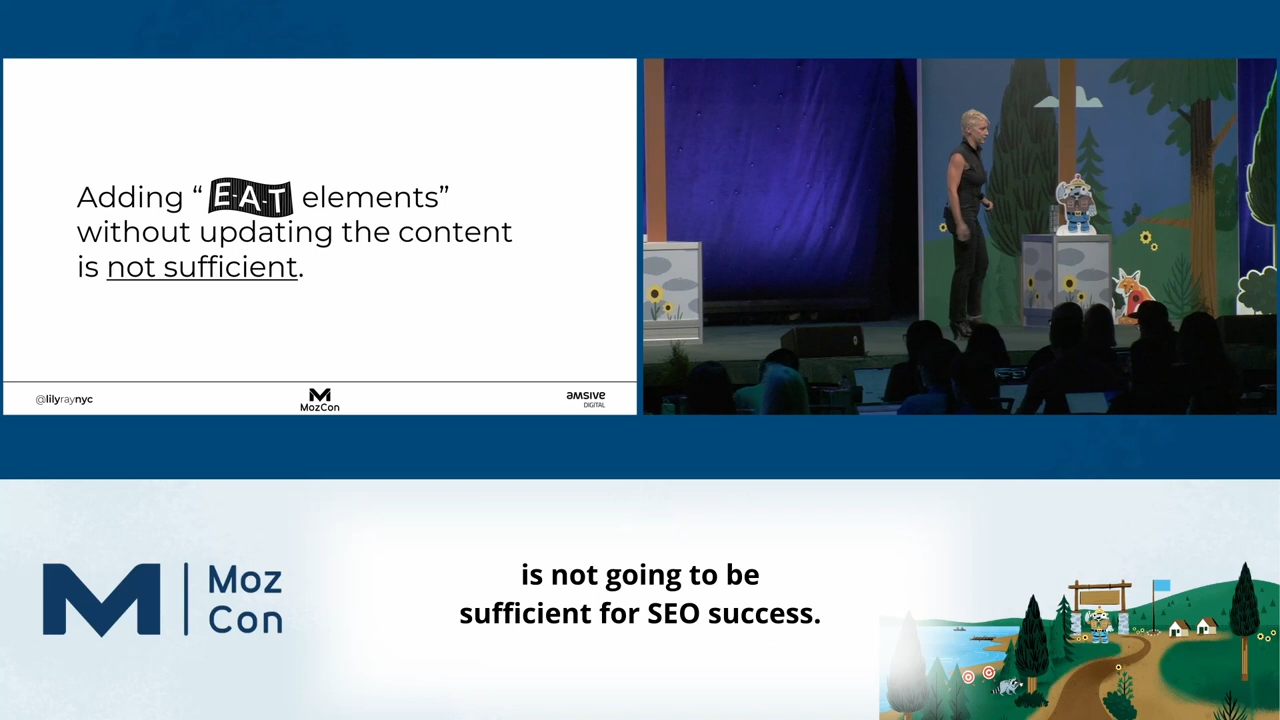 Adding “E-A-T elements”
without updating the content
is not sufficient.
@lilyraynyc
MozCon
amsive
DIGITAL
Moz
Con
is not going to be
sufficient for SEO success.